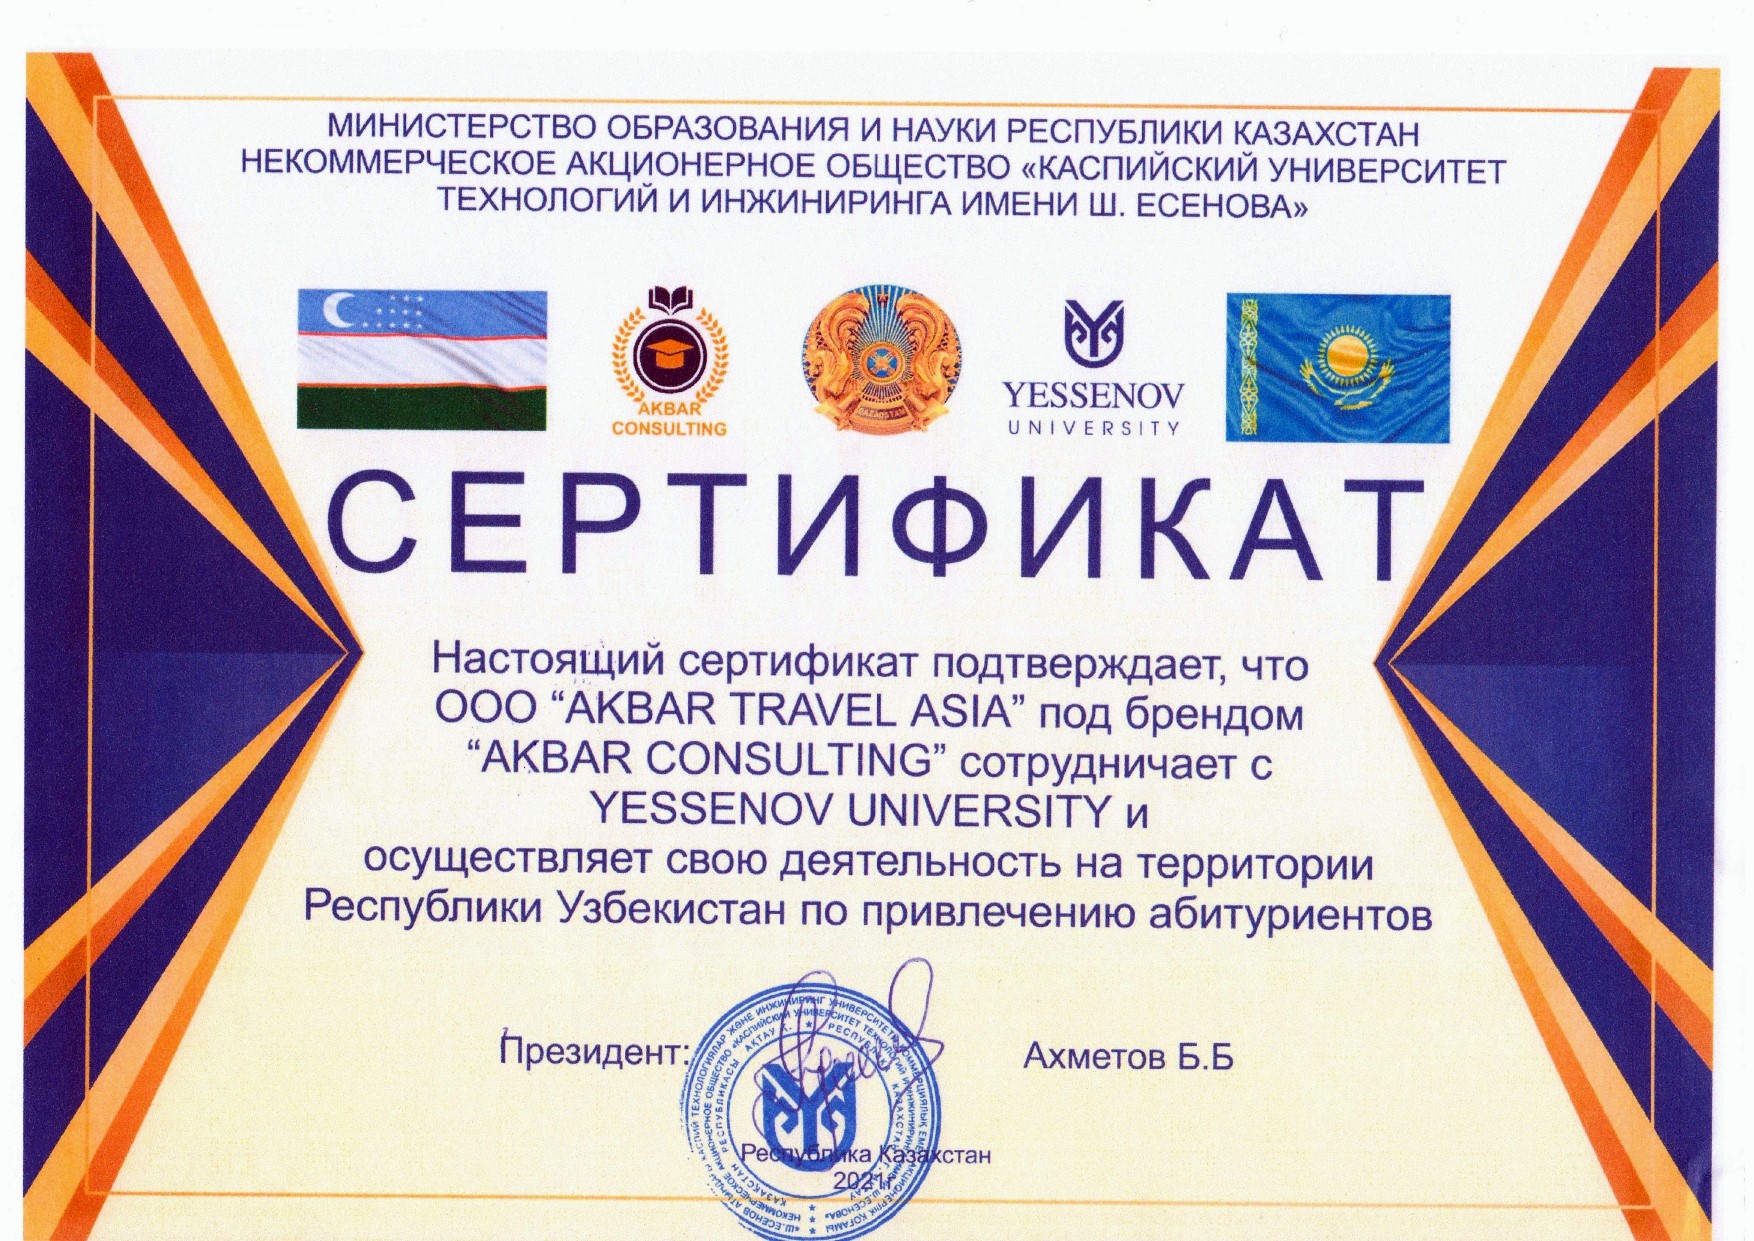 МИНИСТЕРСТВО ОБРАЗОВАНИЯ И НАУКИ РЕСПУБЛИКИ КАЗАХСТАН
НЕКОММЕРЧЕСКОЕ АКЦИОНЕРНОЕ ОБЩЕСТВО «КАСПИЙСКИЙ УНИВЕРСИТЕТ
ТЕХНОЛОГИЙ И ИНЖИНИРИНГА ИМЕНИ Ш. ЕСЕНОВА»
AKBAR
CONSULTING
QAZAQSTAN
YESSENOV
UNIVERSITY
СЕРТИФИКАТ
Настоящий сертификат подтверждает, что
ООО “AKBAR TRAVEL ASIA” под брендом
“AKBAR CONSULTING” сотрудничает с
YESSENOV UNIVERSITY и
осуществляет свою деятельность на территории
Республики Узбекистан по привлечению абитуриентов
Президент:
Ахметов Б.Б
Республика Казахстан
2021г.